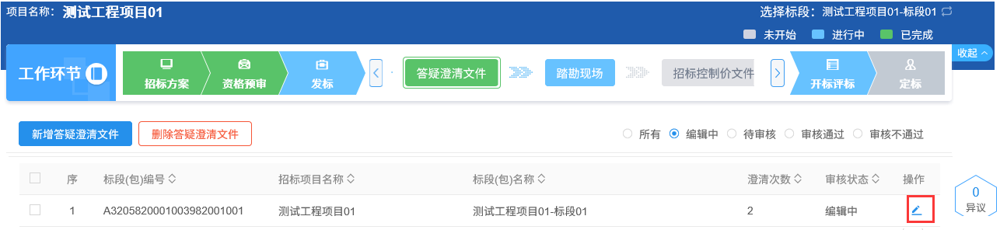 项目名称： 测试工程项目01 选择标段： 测试工程项目01-标段01
未开始 进行中 已完成
收起
工作环节 招标方案 资格预审 发标 答疑澄清文件 踏勘现场 招标控制价文件 开标评标 定标
新增答疑澄清文件 删除答疑澄清文件 所有 编辑中 待审核 审核通过 审核不通过
序 标段(包)编号 招标项目名称 标段(包)名称 澄清次数 审核状态 操作
1 A3205820001003982001001 测试工程项目01 测试工程项目01-标段01 2 编辑中
0
异议